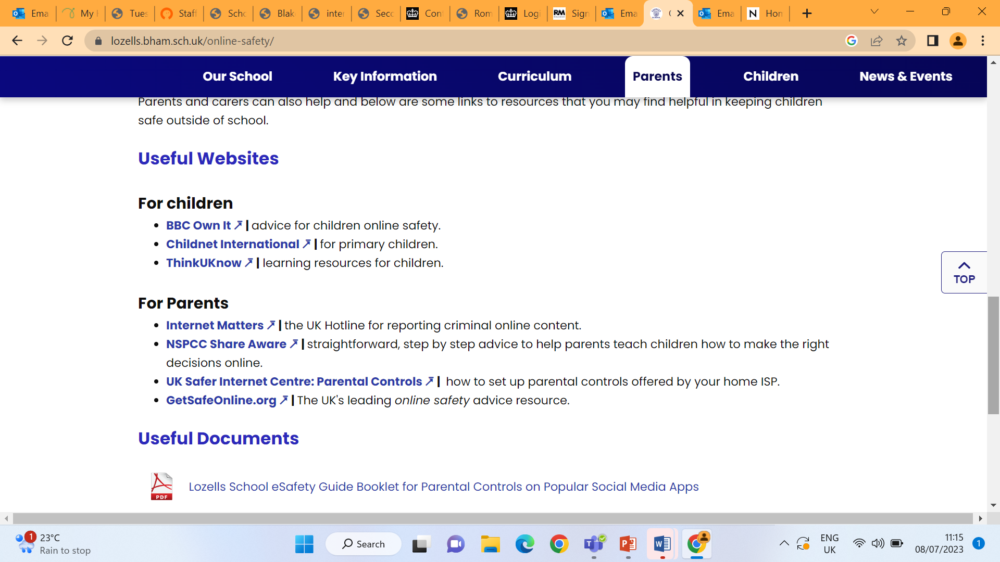 Ema
My
Tues
Staff
Scho
Blak
inter
Secc
Con
Rom
Logi
RM
Sign
Ema
Ema
N
Hon
lozells.bham.sch.uk/online-safety/
Our School
Key Information
Curriculum
Parents
Children
News & Events
Parents and carers can also help and below are some links to resources that you may find helpful in keeping children
safe outside of school.
Useful Websites
For children
BBC Own It | advice for children online safety.
Childnet International | for primary children.
ThinkUKnow | learning resources for children.
TOP
For Parents
Internet Matters | the UK Hotline for reporting criminal online content.
NSPCC Share Aware | straightforward, step by step advice to help parents teach children how to make the right
decisions online.
UK Safer Internet Centre: Parental Controls | how to set up parental controls offered by your home ISP.
GetSafeOnline.org | The UK's leading online safety advice resource.
Useful Documents
PDF
Lozells School eSafety Guide Booklet for Parental Controls on Popular Social Media Apps
1
23°C
Rain to stop
Search
ENG
UK
11:15
08/07/2023
1